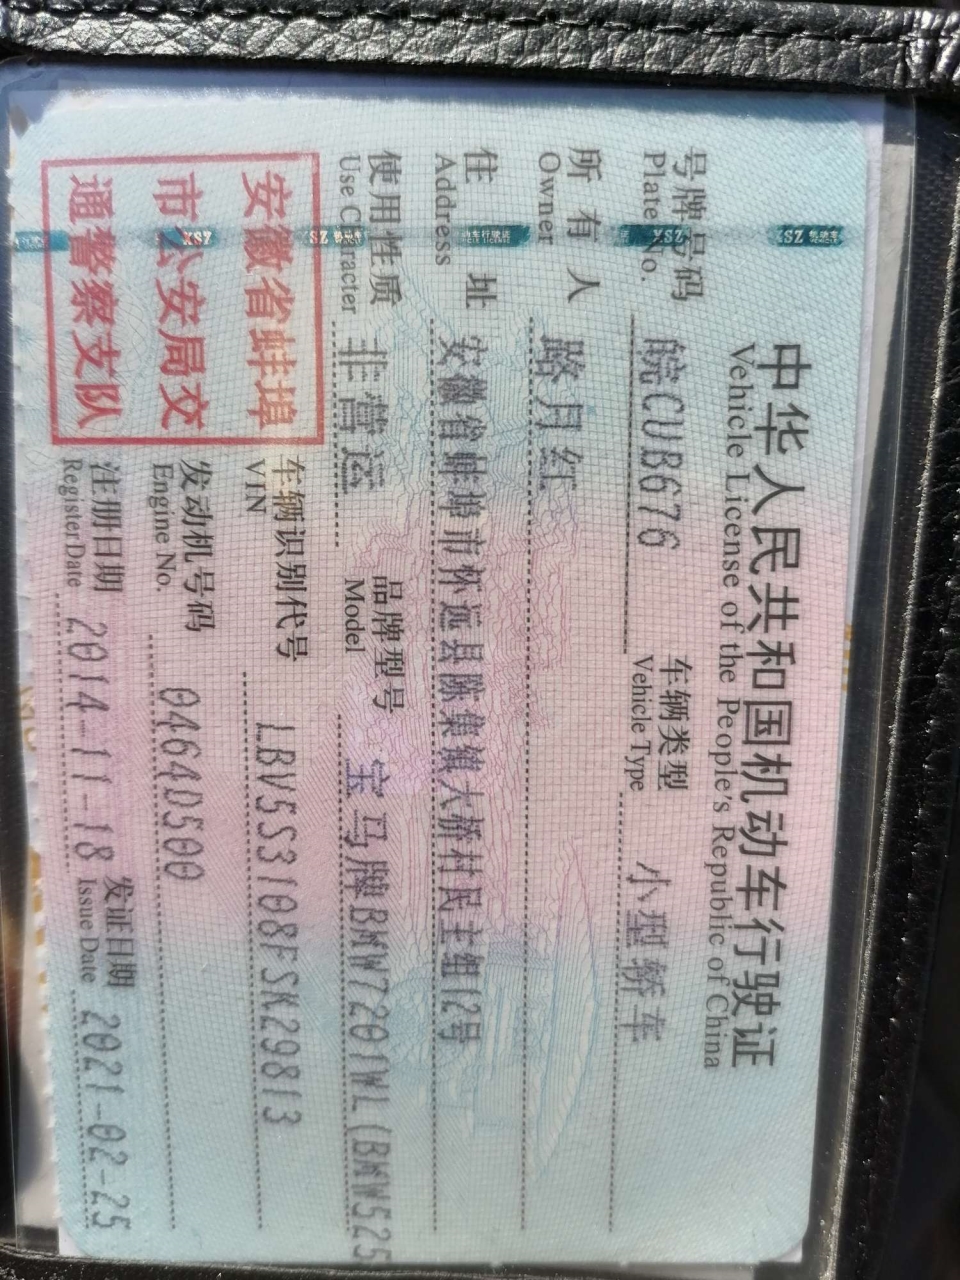 中华人民共和国机动车行驶证
Vehicle License of the People's Republic of China
号牌号码 皖CUB676 车辆类型 小型轿车
Plate No. Vehicle Type
所有人 路月红
Owner
住址 安徽省蚌埠市怀远县陈集镇大桥村民主组12号
Address
使用性质 非营运 品牌型号 宝马牌BMW7201WL(BMW525
Use Character Model
安徽省蚌埠
市公安局交
通警察支队
车辆识别代号 LBV5S3108FSK29813
VIN
发动机号码 0464D500
Engine No.
注册日期 2014-11-18 发证日期 2021-02-25
Register Date Issue Date